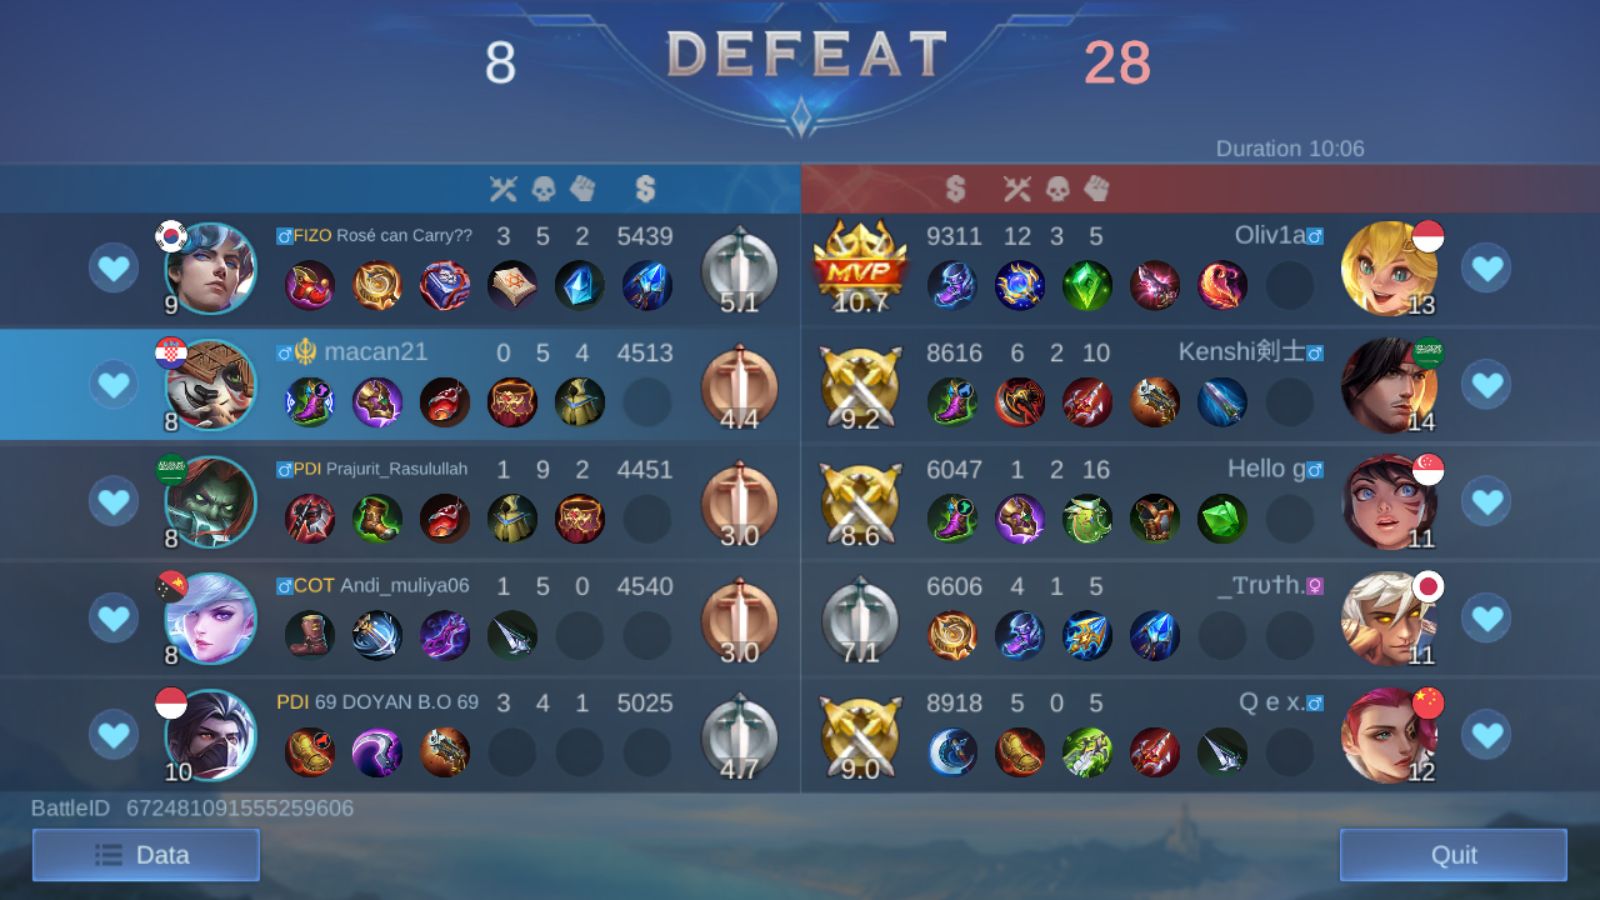 8 DEFEAT 28
Duration 10:06
FIZO Rosé can Carry?? 3 5 2 5439
9 5.1
MVP 10.7
9311 12 3 5 Oliv1a
13
macan21 0 5 4 4513
8 4.4
9.2
8616 6 2 10 Kenshi剣士
14
PDI Prajurit_Rasulullah 1 9 2 4451
8 3.0
8.6
6047 1 2 16 Hello g
11
COT Andi_muliya06 1 5 0 4540
8 3.0
7.1
6606 4 1 5 _Truth.
11
PDI 69 DOYAN B.O 69 3 4 1 5025
10 4.7
9.0
8918 5 0 5 Q e x.
12
BattleID 672481091555259606
Data
Quit